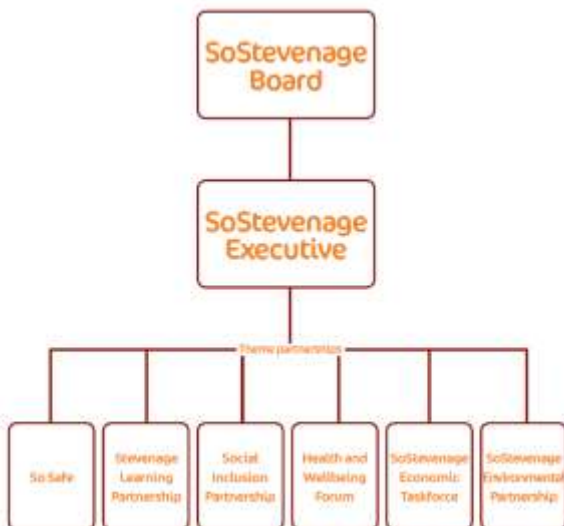 SoStevenage
Board
SoStevenage
Executive
Theme partnerships
So Safe
Stevenage
Learning
Partnership
Social
Inclusion
Partnership
Health and
Wellbeing
Forum
SoStevenage
Economic
Taskforce
SoStevenage
Environmental
Partnership